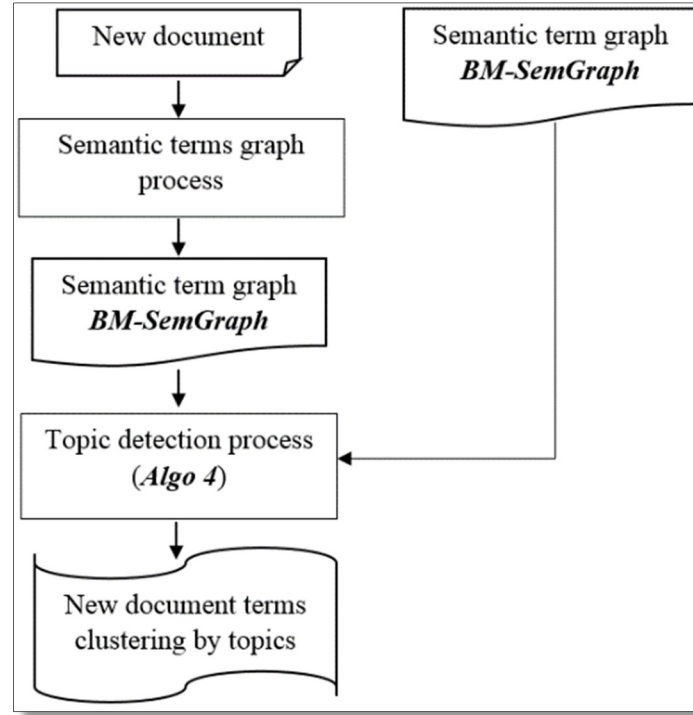 New document
Semantic term graph
BM-SemGraph
Semantic terms graph
process
Semantic term graph
BM-SemGraph
Topic detection process
(Algo 4)
New document terms
clustering by topics